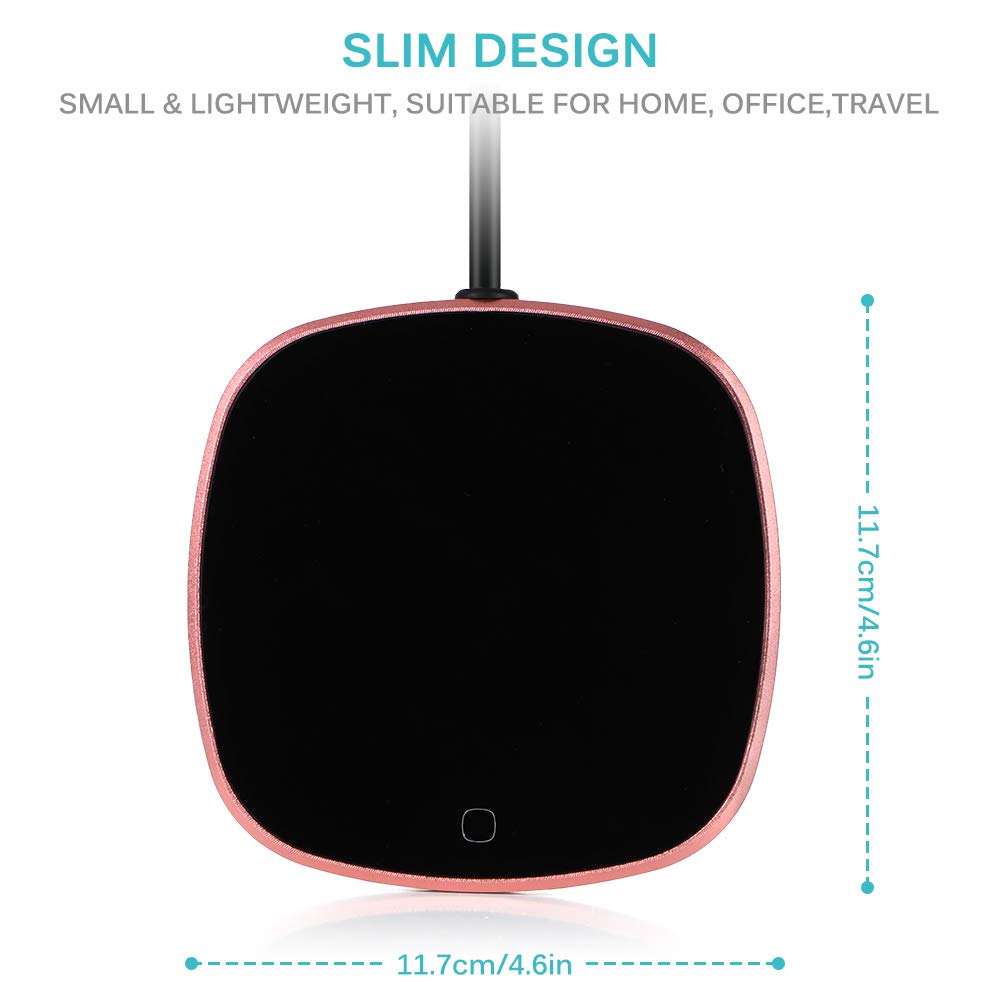 SLIM DESIGN
SMALL & LIGHTWEIGHT, SUITABLE FOR HOME, OFFICE,TRAVEL
11.7cm/4.6in
11.7cm/4.6in